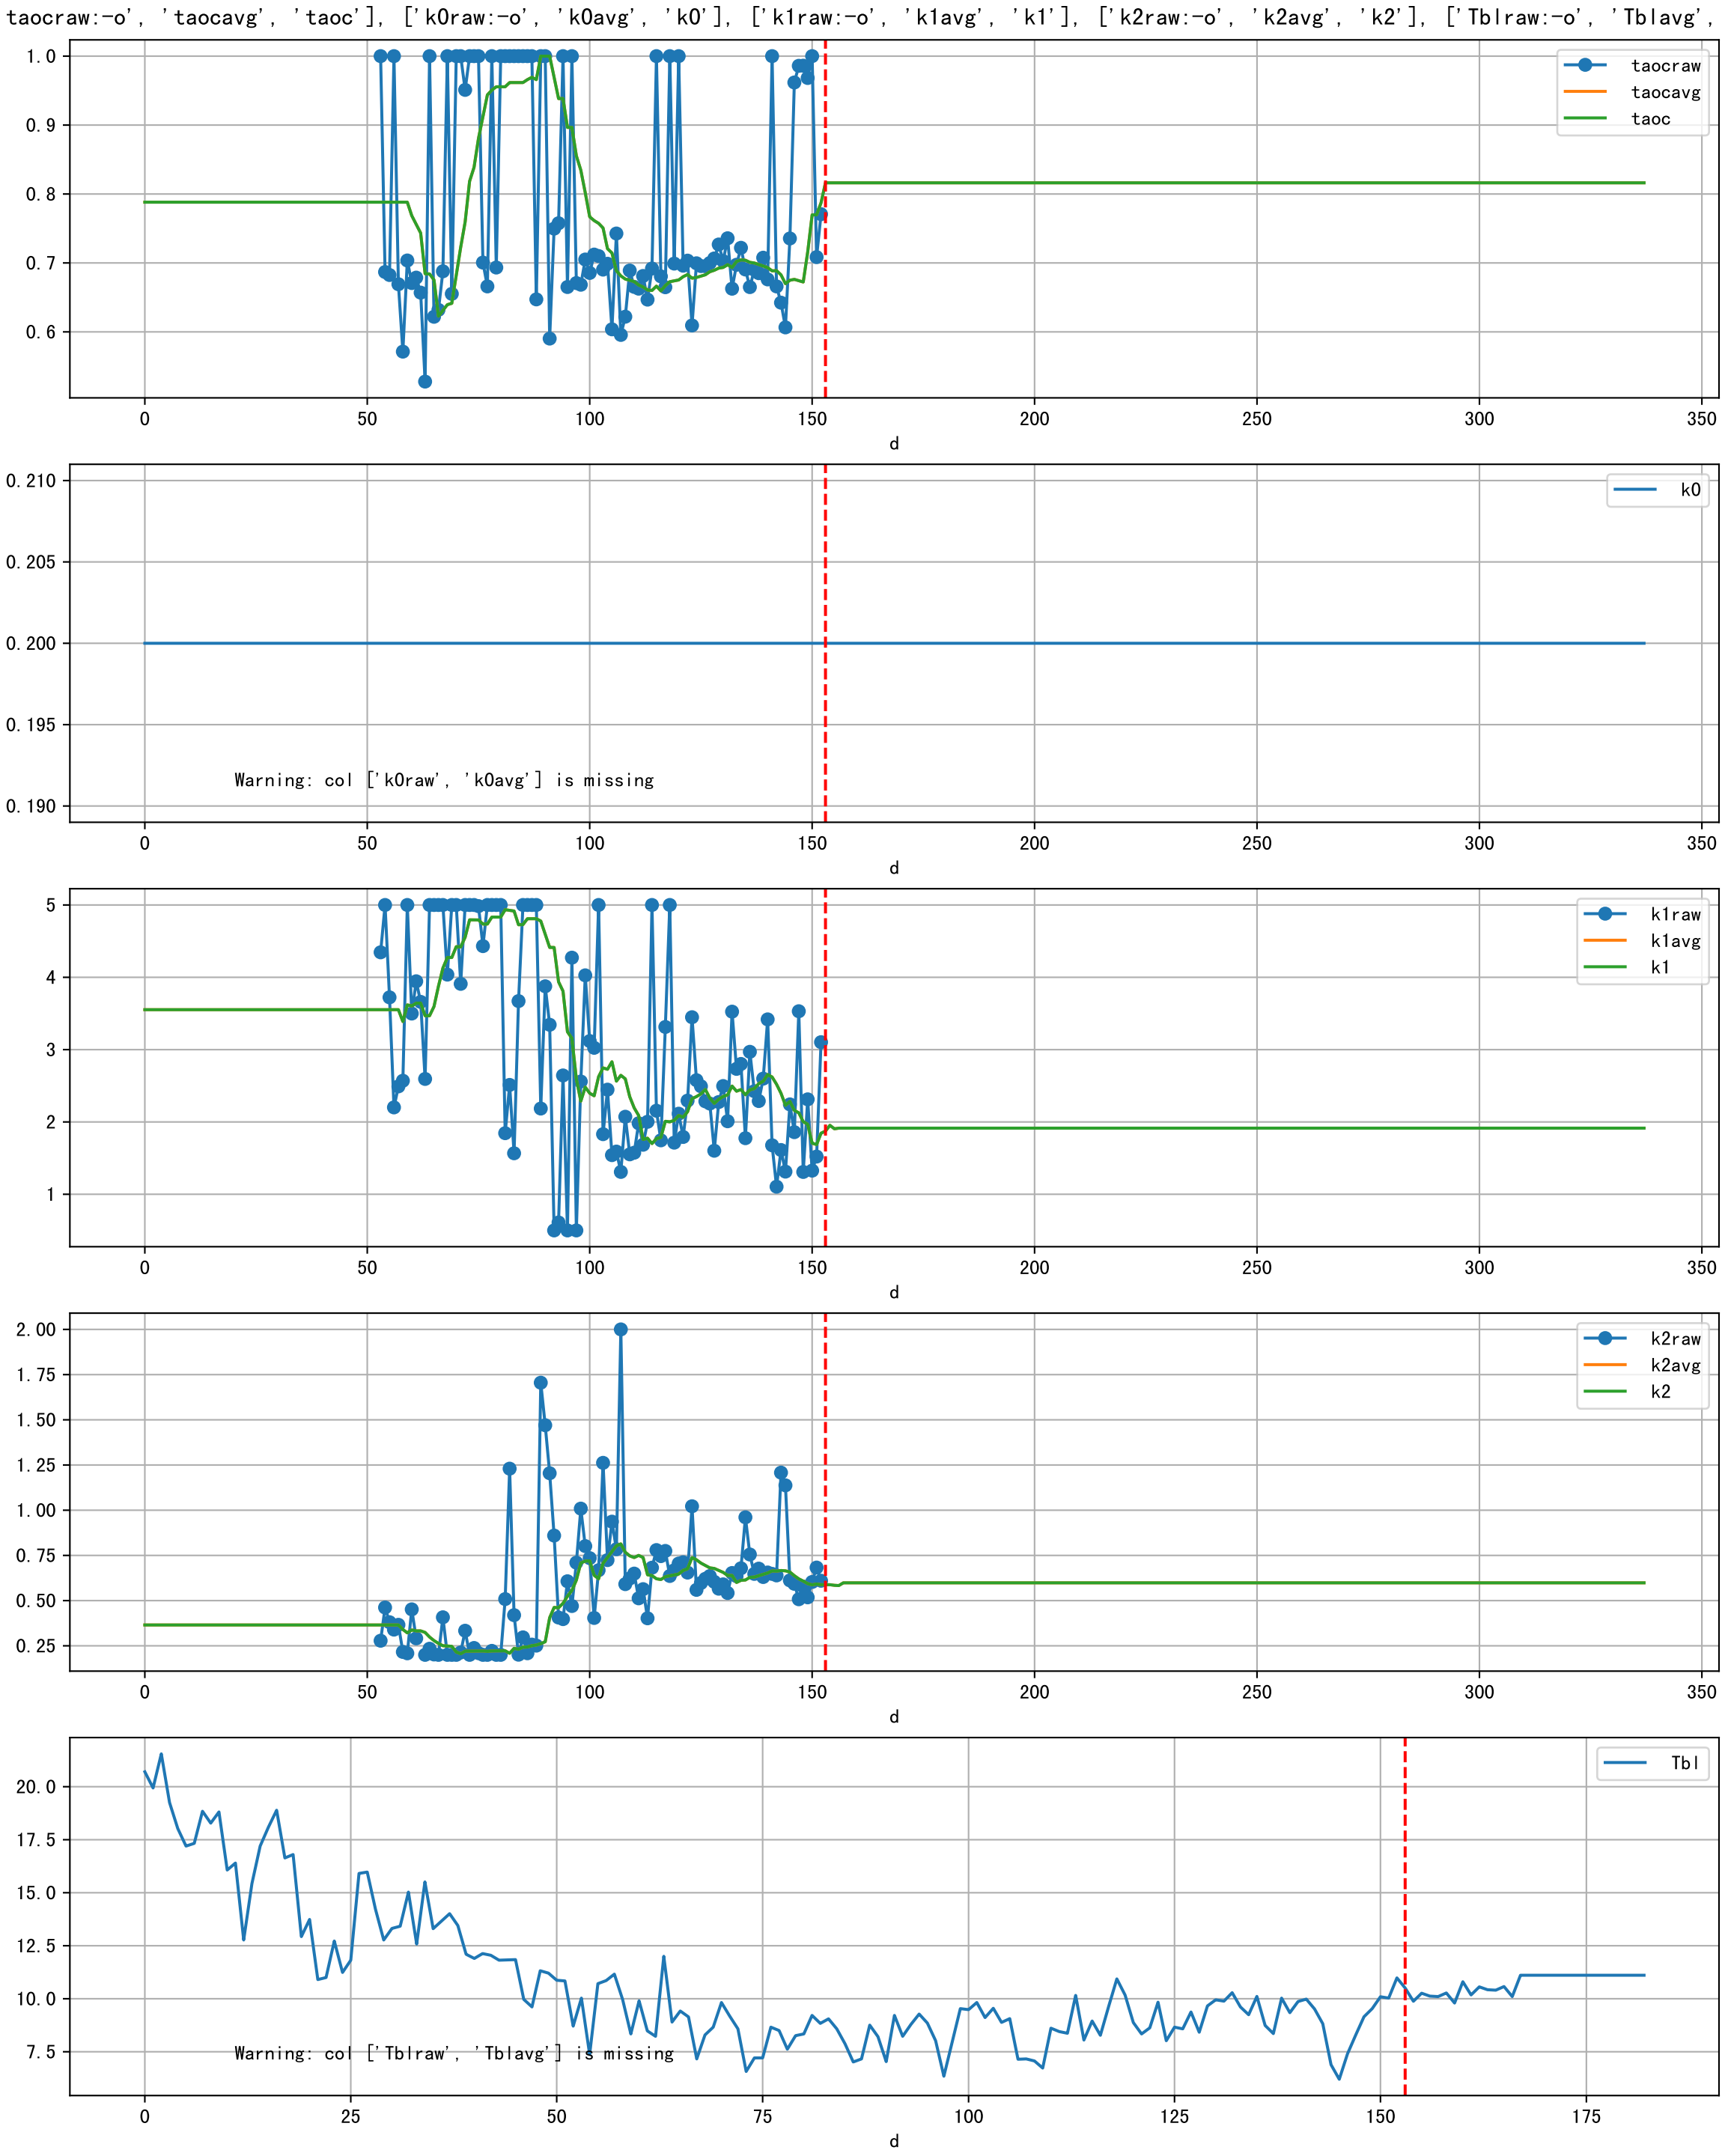 taocraw:-o', 'taocavg', 'taoc'], ['k0raw:-o', 'k0avg', 'k0'], ['k1raw:-o', 'k1avg', 'k1'], ['k2raw:-o', 'k2avg', 'k2'], ['Tblraw:-o', 'Tblavg',
1.0
0.9
0.8
0.7
0.6
taocraw
taocavg
taoc
0 50 100 150 200 250 300 350
d
0.210
0.205
0.200
0.195
0.190
k0
Warning: col ['k0raw', 'k0avg'] is missing
0 50 100 150 200 250 300 350
d
5
4
3
2
1
k1raw
k1avg
k1
0 50 100 150 200 250 300 350
d
2.00
1.75
1.50
1.25
1.00
0.75
0.50
0.25
k2raw
k2avg
k2
0 50 100 150 200 250 300 350
d
20.0
17.5
15.0
12.5
10.0
7.5
Tbl
Warning: col ['Tblraw', 'Tblavg'] is missing
0 25 50 75 100 125 150 175
d